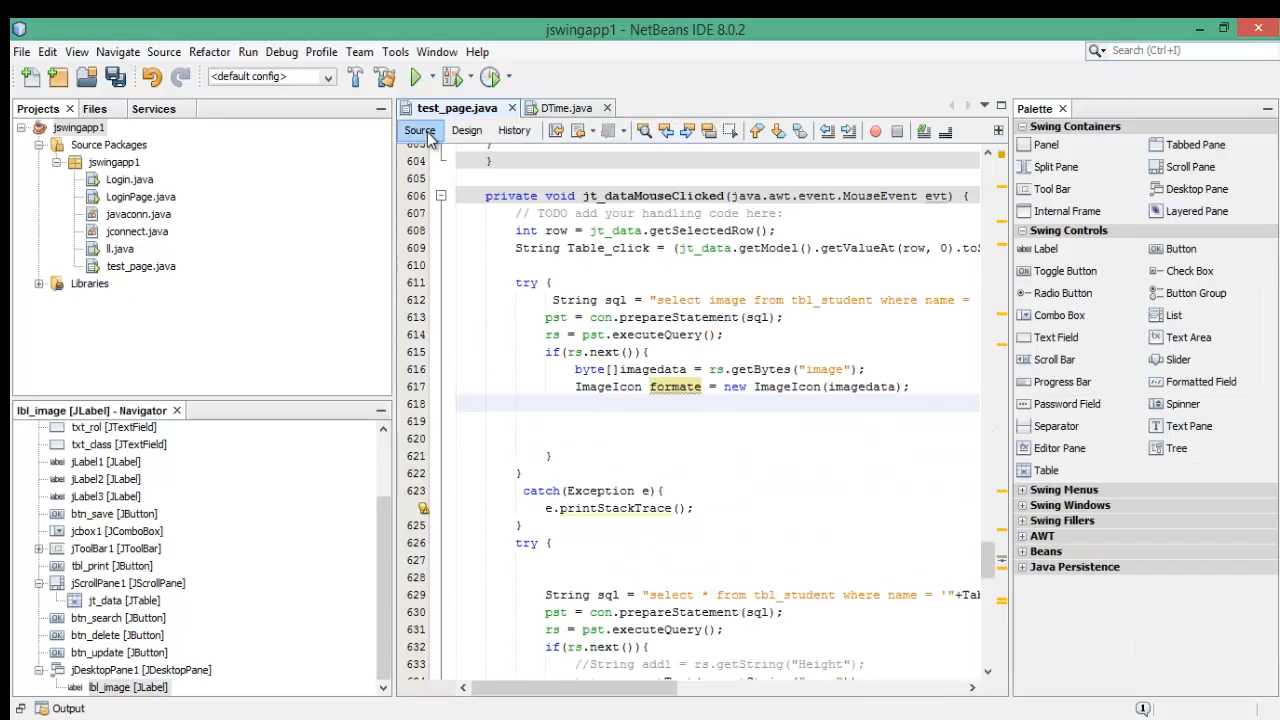 jswingapp1 - NetBeans IDE 8.0.2
File Edit View Navigate Source Refactor Run Debug Profile Team Tools Window Help
Search (Ctrl+I)
<default config>
Projects Files Services
test_page.java DTime.java
Palette
Source Design History
jswingapp1
Source Packages
jswingapp1
Login.java
LoginPage.java
javaconn.java
jconnect.java
ll.java
test_page.java
Libraries
lbl_image [JLabel] - Navigator
txt_rol [JTextField]
txt_class [JTextField]
jLabel1 [JLabel]
jLabel2 [JLabel]
jLabel3 [JLabel]
btn_save [JButton]
jcbox1 [JComboBox]
jToolBar1 [JToolBar]
tbl_print [JButton]
jScrollPane1 [JScrollPane]
jt_data [JTable]
btn_search [JButton]
btn_delete [JButton]
btn_update [JButton]
jDesktopPane1 [JDesktopPane]
lbl_image [JLabel]
604 }
605
606 private void jt_dataMouseClicked(java.awt.event.MouseEvent evt) {
607 // TODO add your handling code here:
608 int row = jt_data.getSelectedRow();
609 String Table_click = (jt_data.getModel().getValueAt(row, 0).toS
610
611 try {
612 String sql = "select image from tbl_student where name =
613 pst = con.prepareStatement(sql);
614 rs = pst.executeQuery();
615 if(rs.next()){
616 byte[]imagedata = rs.getBytes("image");
617 ImageIcon formate = new ImageIcon(imagedata);
618
619
620
621 }
622 }
623 catch(Exception e){
e.printStackTrace();
625 }
626 try {
627
628
629 String sql = "select * from tbl_student where name = '"+Tab
630 pst = con.prepareStatement(sql);
631 rs = pst.executeQuery();
632 if(rs.next()){
633 //String add1 = rs.getString("Height");
Swing Containers
Panel Tabbed Pane
Split Pane Scroll Pane
Tool Bar Desktop Pane
Internal Frame Layered Pane
Swing Controls
Label Button
Toggle Button Check Box
Radio Button Button Group
Combo Box List
Text Field Text Area
Scroll Bar Slider
Progress Bar Formatted Field
Password Field Spinner
Separator Text Pane
Editor Pane Tree
Table
Swing Menus
Swing Windows
Swing Fillers
AWT
Beans
Java Persistence
Output
1